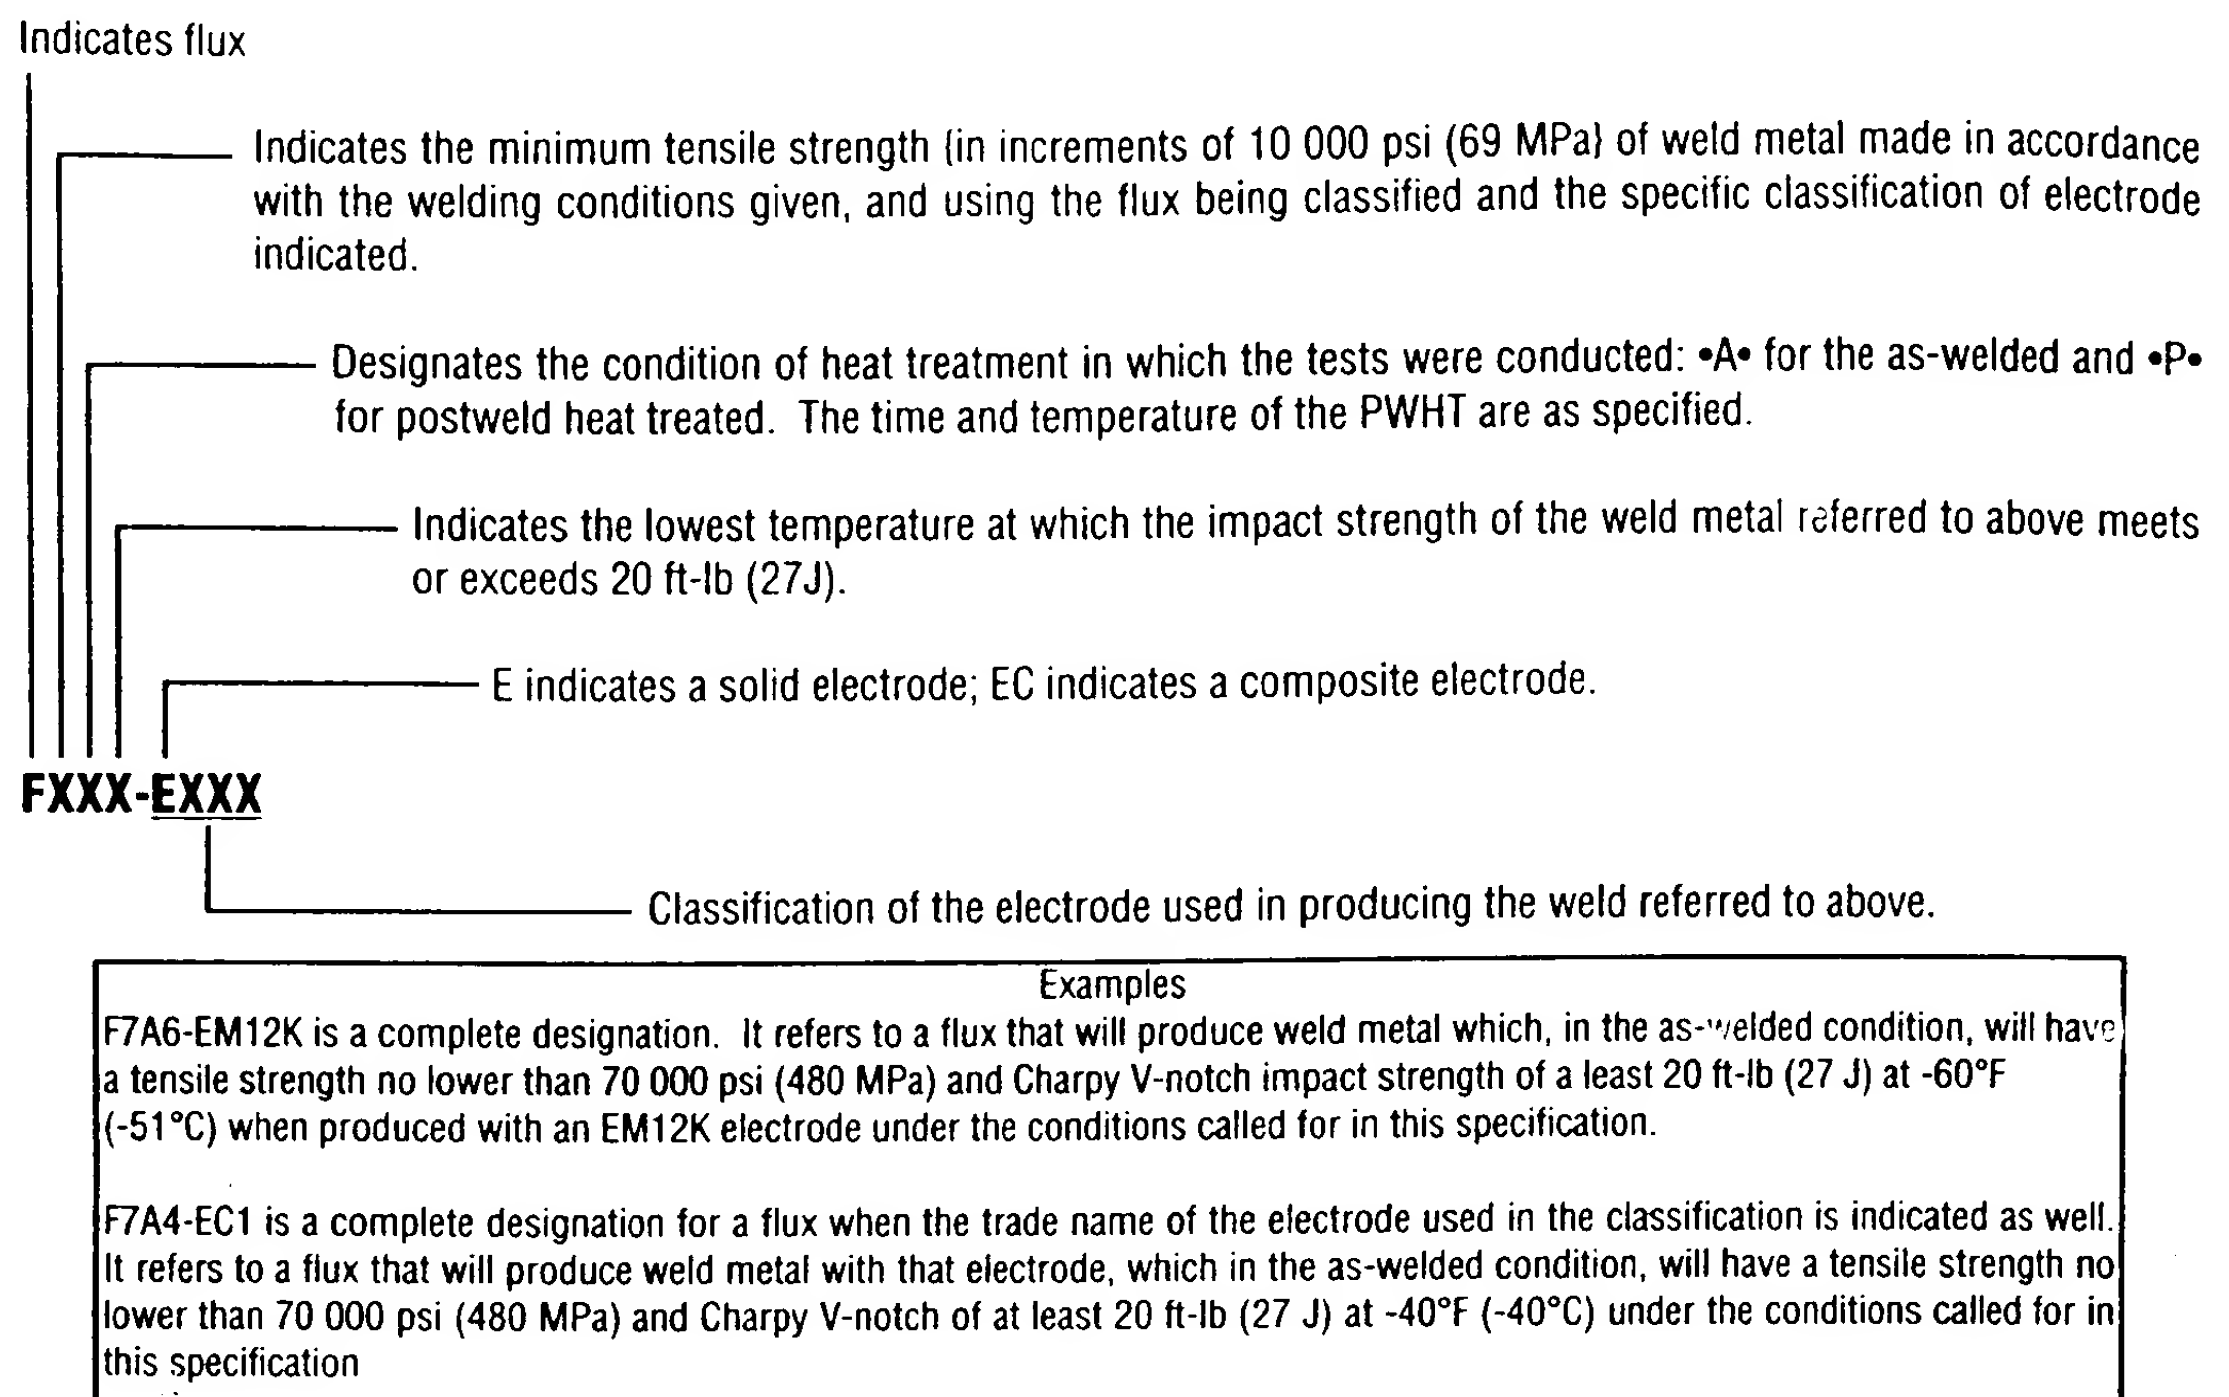 Indicates flux
Indicates the minimum tensile strength (in increments of 10 000 psi (69 MPa) of weld metal made in accordance
with the welding conditions given, and using the flux being classified and the specific classification of electrode
indicated.
Designates the condition of heat treatment in which the tests were conducted: •A• for the as-welded and •P•
for postweld heat treated. The time and temperature of the PWHT are as specified.
Indicates the lowest temperature at which the impact strength of the weld metal referred to above meets
or exceeds 20 ft-lb (27J).
E indicates a solid electrode; EC indicates a composite electrode.
FXXX-EXXX
Classification of the electrode used in producing the weld referred to above.
Examples
F7A6-EM12K is a complete designation. It refers to a flux that will produce weld metal which, in the as-welded condition, will have
a tensile strength no lower than 70 000 psi (480 MPa) and Charpy V-notch impact strength of a least 20 ft-lb (27 J) at -60°F
(-51°C) when produced with an EM12K electrode under the conditions called for in this specification.
F7A4-EC1 is a complete designation for a flux when the trade name of the electrode used in the classification is indicated as well.
It refers to a flux that will produce weld metal with that electrode, which in the as-welded condition, will have a tensile strength no
lower than 70 000 psi (480 MPa) and Charpy V-notch of at least 20 ft-lb (27 J) at -40°F (-40°C) under the conditions called for in
this specification